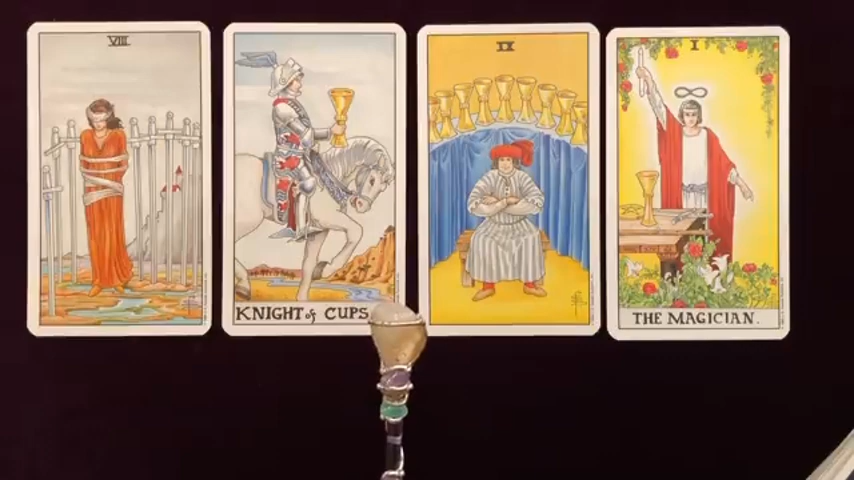 VIII
KNIGHT of CUPS.
IX
I
THE MAGICIAN.